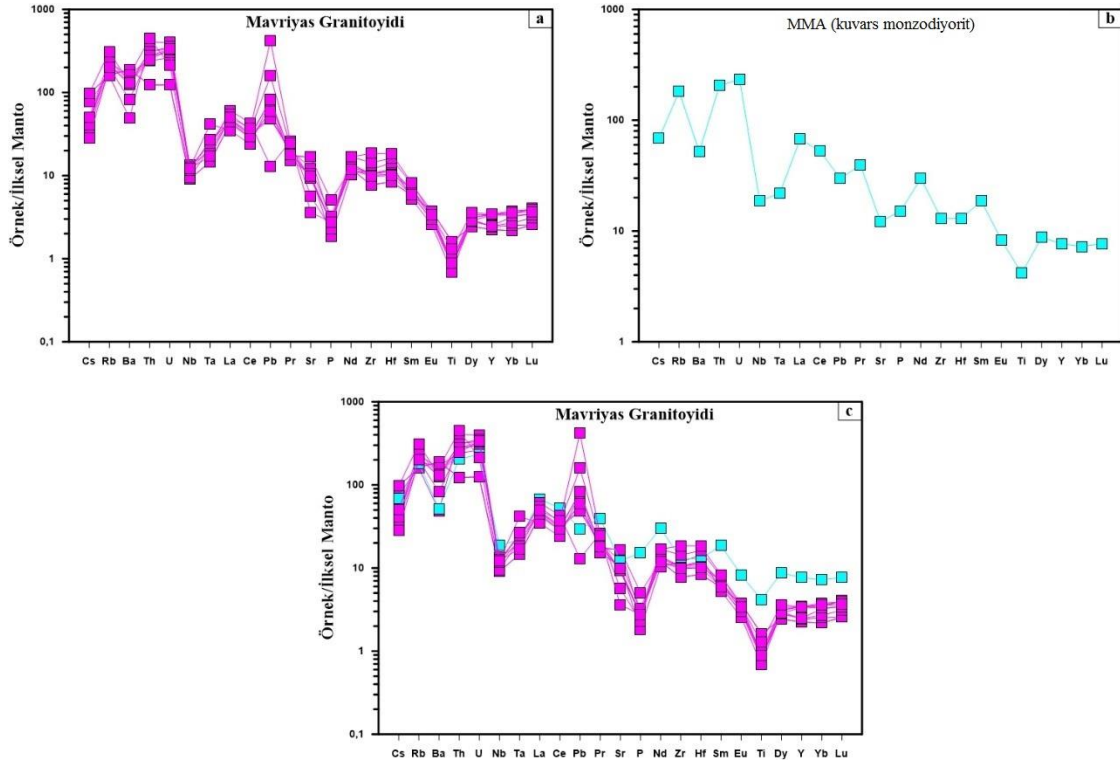 Mavriyas Granitoyidi
a
1000
100
10
1
0,1
Örnek/İlksel Manto
Cs Rb Ba Th U Nb Ta La Ce Pb Pr Sr P Nd Zr Hf Sm Eu Ti Dy Y Yb Lu
MMA (kuvars monzodiyorit)
b
1000
100
10
1
Örnek/İlksel Manto
Cs Rb Ba Th U Nb Ta La Ce Pb Pr Sr P Nd Zr Hf Sm Eu Ti Dy Y Yb Lu
Mavriyas Granitoyidi
c
1000
100
10
1
0,1
Örnek/İlksel Manto
Cs Rb Ba Th U Nb Ta La Ce Pb Pr Sr P Nd Zr Hf Sm Eu Ti Dy Y Yb Lu